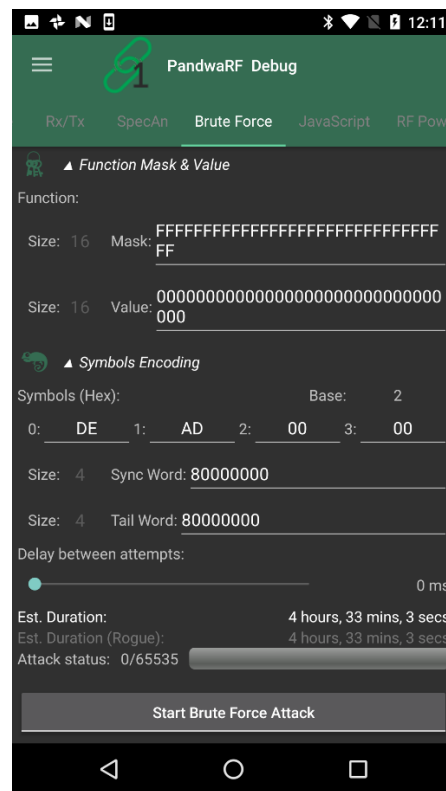 12:11
1
PandwaRF Debug
Rx/Tx SpecAn Brute Force JavaScript RF Pow
▲ Function Mask & Value
Function:
Size: 16 Mask: FFFFFFFFFFFFFFFFFFFFFFFFFFFFFF
FF
Size: 16 Value: 00000000000000000000000000000
000
▲ Symbols Encoding
Symbols (Hex): Base: 2
0: DE 1: AD 2: 00 3: 00
Size: 4 Sync Word: 80000000
Size: 4 Tail Word: 80000000
Delay between attempts:
0 ms
Est. Duration: 4 hours, 33 mins, 3 secs
Est. Duration (Rogue): 4 hours, 33 mins, 3 secs
Attack status: 0/65535
Start Brute Force Attack